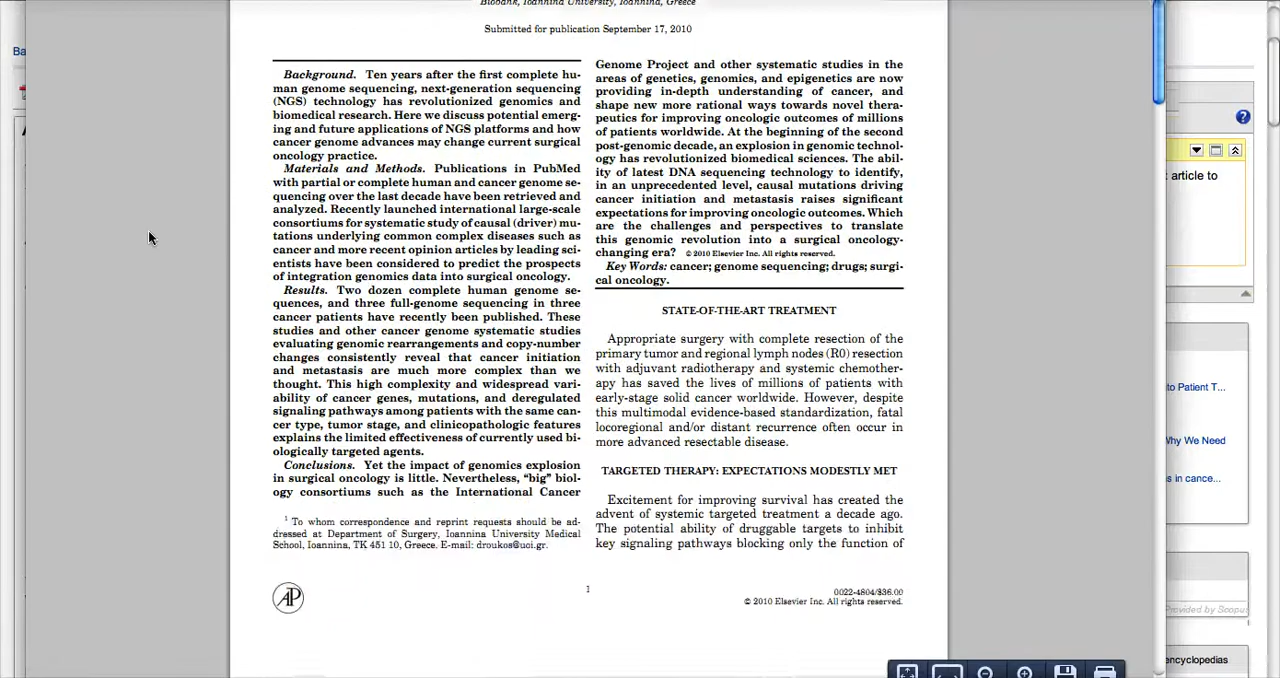 Biobank, Ioannina University, Ioannina, Greece
Submitted for publication September 17, 2010
Background. Ten years after the first complete hu-
man genome sequencing, next-generation sequencing
(NGS) technology has revolutionized genomics and
biomedical research. Here we discuss potential emerg-
ing and future applications of NGS platforms and how
cancer genome advances may change current surgical
oncology practice.
Materials and Methods. Publications in PubMed
with partial or complete human and cancer genome se-
quencing over the last decade have been retrieved and
analyzed. Recently launched international large-scale
consortiums for systematic study of causal (driver) mu-
tations underlying common complex diseases such as
cancer and more recent opinion articles by leading sci-
entists have been considered to predict the prospects
of integration genomics data into surgical oncology.
Results. Two dozen complete human genome se-
quences, and three full-genome sequencing in three
cancer patients have recently been published. These
studies and other cancer genome systematic studies
evaluating genomic rearrangements and copy-number
changes consistently reveal that cancer initiation
and metastasis are much more complex than we
thought. This high complexity and widespread vari-
ability of cancer genes, mutations, and deregulated
signaling pathways among patients with the same can-
cer type, tumor stage, and clinicopathologic features
explains the limited effectiveness of currently used bi-
ologically targeted agents.
Conclusions. Yet the impact of genomics explosion
in surgical oncology is little. Nevertheless, “big” biol-
ogy consortiums such as the International Cancer
1 To whom correspondence and reprint requests should be ad-
dressed at Department of Surgery, Ioannina University Medical
School, Ioannina, TK 451 10, Greece. E-mail: droukos@uoi.gr.
Genome Project and other systematic studies in the
areas of genetics, genomics, and epigenetics are now
providing in-depth understanding of cancer, and
shape new more rational ways towards novel thera-
peutics for improving oncologic outcomes of millions
of patients worldwide. At the beginning of the second
post-genomic decade, an explosion in genomic technol-
ogy has revolutionized biomedical sciences. The abil-
ity of latest DNA sequencing technology to identify,
in an unprecedented level, causal mutations driving
cancer initiation and metastasis raises significant
expectations for improving oncologic outcomes. Which
are the challenges and perspectives to translate
this genomic revolution into a surgical oncology-
changing era? © 2010 Elsevier Inc. All rights reserved.
Key Words: cancer; genome sequencing; drugs; surgi-
cal oncology.
STATE-OF-THE-ART TREATMENT
Appropriate surgery with complete resection of the
primary tumor and regional lymph nodes (R0) resection
with adjuvant radiotherapy and systemic chemother-
apy has saved the lives of millions of patients with
early-stage solid cancer worldwide. However, despite
this multimodal evidence-based standardization, fatal
locoregional and/or distant recurrence often occur in
more advanced resectable disease.
TARGETED THERAPY: EXPECTATIONS MODESTLY MET
Excitement for improving survival has created the
advent of systemic targeted treatment a decade ago.
The potential ability of druggable targets to inhibit
key signaling pathways blocking only the function of
AP
1
0022-4804/$36.00
© 2010 Elsevier Inc. All rights reserved.
Ba
?
article to
to Patient T...
Why We Need
s in cance...
Provided by Scopus
encyclopedias